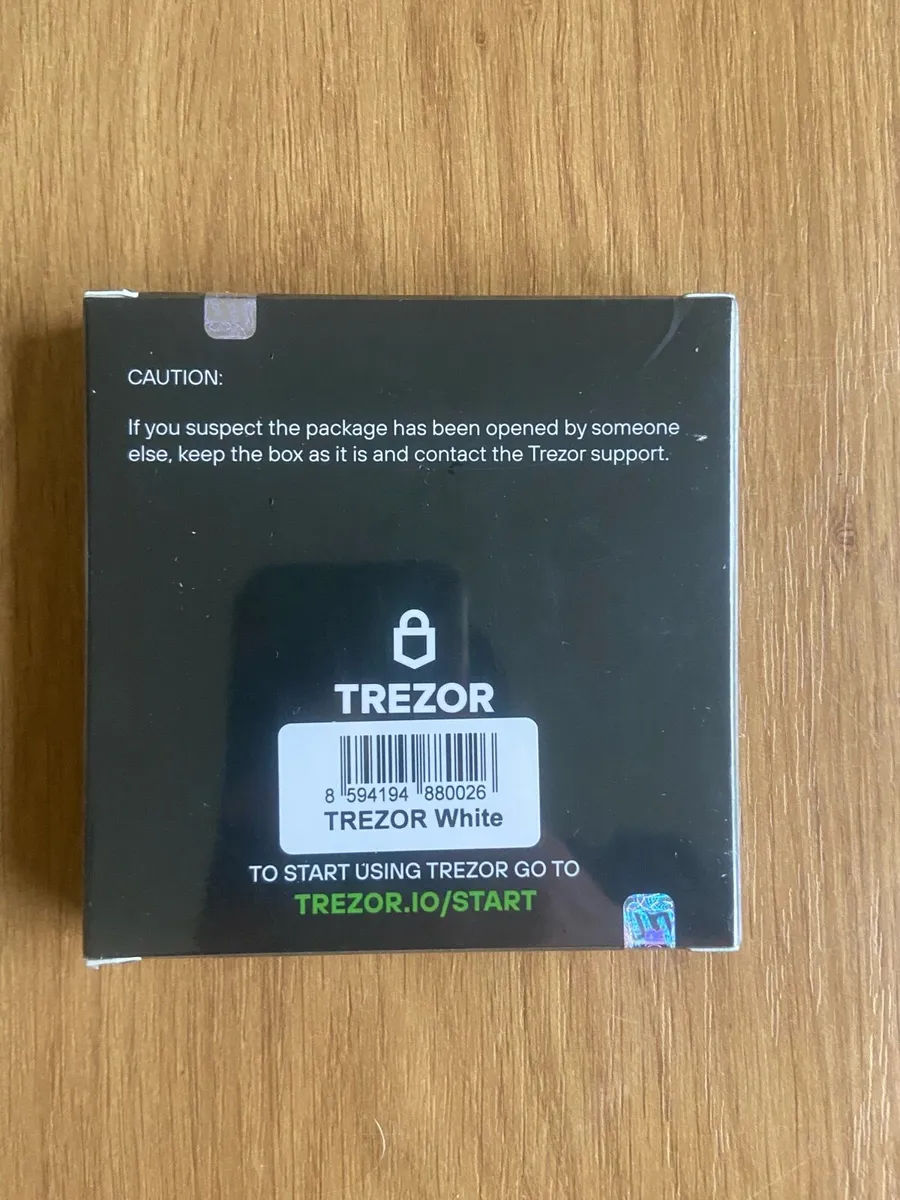 CAUTION:
If you suspect the package has been opened by someone
else, keep the box as it is and contact the Trezor support.
TREZOR
8 594194 880026
TREZOR White
TO START USING TREZOR GO TO
TREZOR.IO/START